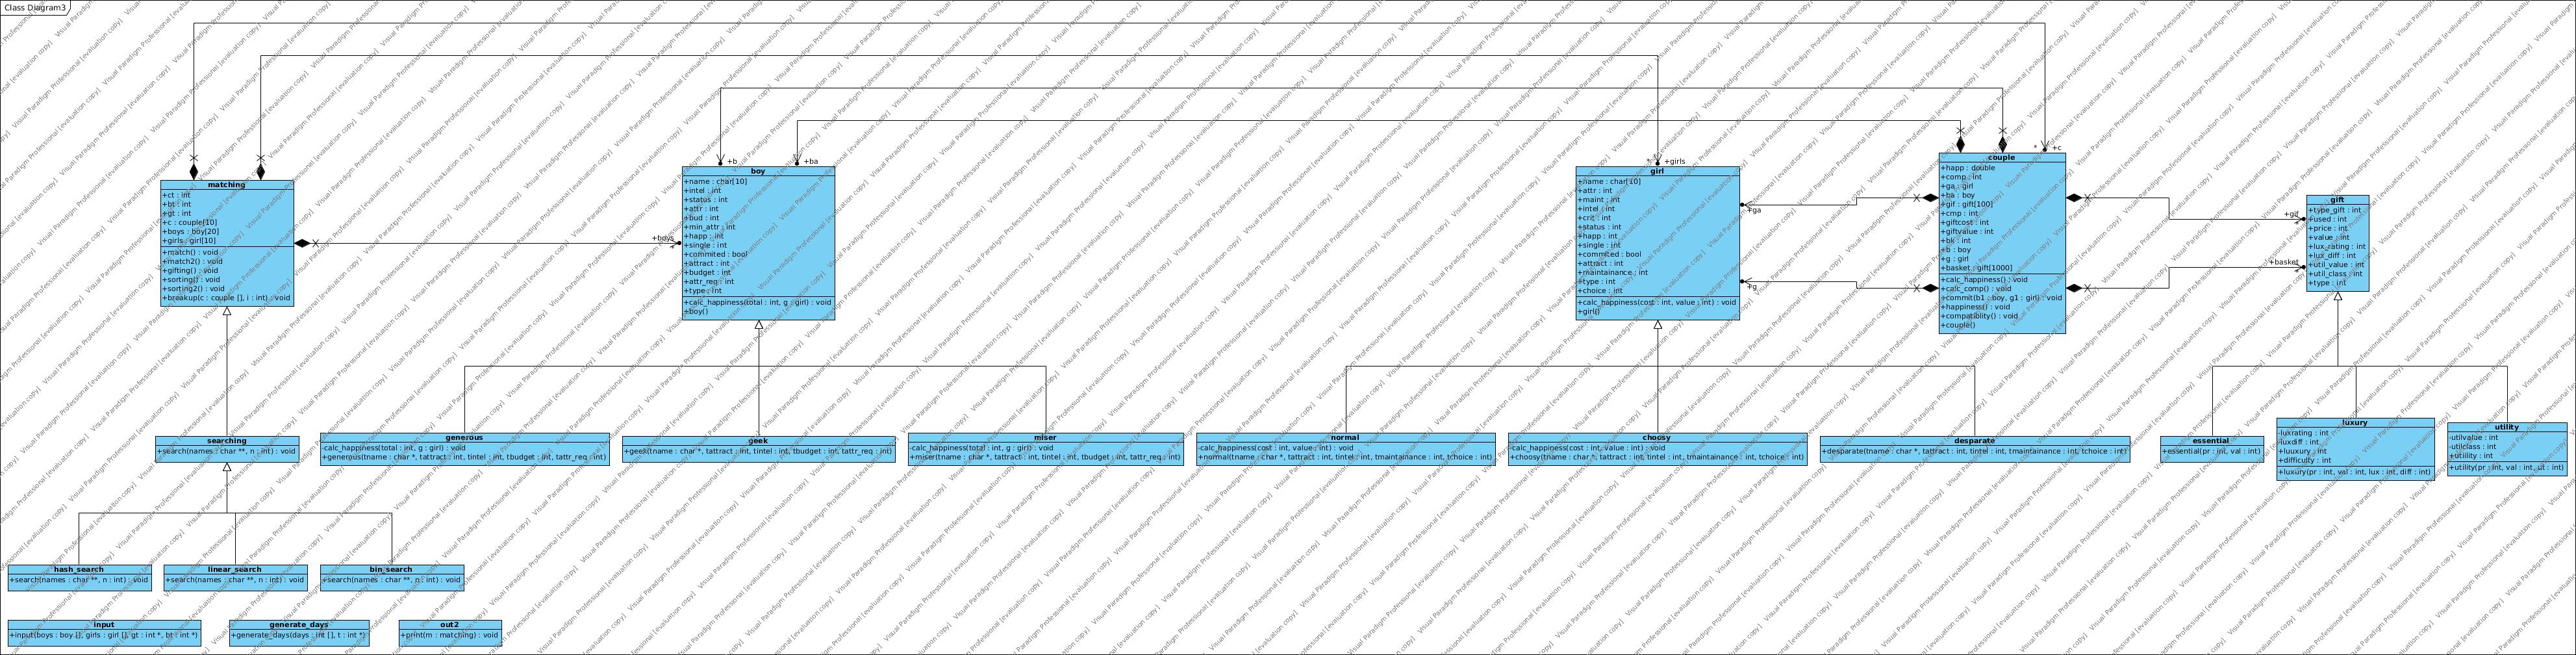 Class Diagram3
matching
+ct : int
+bt : int
+gt : int
+c : couple[10]
+boys : boy[20]
+girls : girl[10]
+match() : void
+match2() : void
+gifting() : void
+sorting() : void
+sorting2() : void
+breakup(c : couple [], i : int) : void
+boys
+b
+ba
boy
+name : char[10]
+intel : int
+status : int
+attr : int
+bud : int
+min_attr : int
+happ : int
+single : int
+commited : bool
+attract : int
+budget : int
+attr_req : int
+type : int
+calc_happiness(total : int, g : girl) : void
+boy()
*
+girls
girl
+name : char[10]
+attr : int
+maint : int
+intel : int
+crit : int
+status : int
+happ : int
+single : int
+commited : bool
+attract : int
+maintainance : int
+type : int
+choice : int
+calc_happiness(cost : int, value : int) : void
+girl()
+ga
+g
*
+c
couple
+happ : double
+comp : int
+ga : girl
+ba : boy
+gif : gift[100]
+cmp : int
+giftcost : int
+giftvalue : int
+bk : int
+b : boy
+g : girl
+basket : gift[1000]
+calc_happiness() : void
+calc_comp() : void
+commit(b1 : boy, g1 : girl) : void
+happiness() : void
+compatiblity() : void
+couple()
+gif
+basket
gift
+type_gift : int
+used : int
+price : int
+value : int
+lux_rating : int
+lux_diff : int
+util_value : int
+util_class : int
+type : int
searching
+search(names : char **, n : int) : void
generous
-calc_happiness(total : int, g : girl) : void
+generous(tname : char *, tattract : int, tintel : int, tbudget : int, tattr_req : int)
geek
+geek(tname : char *, tattract : int, tintel : int, tbudget : int, tattr_req : int)
miser
-calc_happiness(total : int, g : girl) : void
+miser(tname : char *, tattract : int, tintel : int, tbudget : int, tattr_req : int)
normal
-calc_happiness(cost : int, value : int) : void
+normal(tname : char *, tattract : int, tintel : int, tmaintainance : int, tchoice : int)
choosy
-calc_happiness(cost : int, value : int) : void
+choosy(tname : char *, tattract : int, tintel : int, tmaintainance : int, tchoice : int)
desparate
+desparate(tname : char *, tattract : int, tintel : int, tmaintainance : int, tchoice : int)
essential
+essential(pr : int, val : int)
luxury
-luxrating : int
-luxdiff : int
+luuxury : int
+difficulty : int
+luxury(pr : int, val : int, lux : int, diff : int)
utility
-utilvalue : int
-utilclass : int
+utillity : int
+utility(pr : int, val : int, ut : int)
hash_search
+search(names : char **, n : int) : void
linear_search
+search(names : char **, n : int) : void
bin_search
+search(names : char **, n : int) : void
input
+input(boys : boy [], girls : girl [], gt : int *, bt : int *)
generate_days
+generate_days(days : int [], t : int *)
out2
+print(m : matching) : void
Visual Paradigm Professional [evaluation copy]